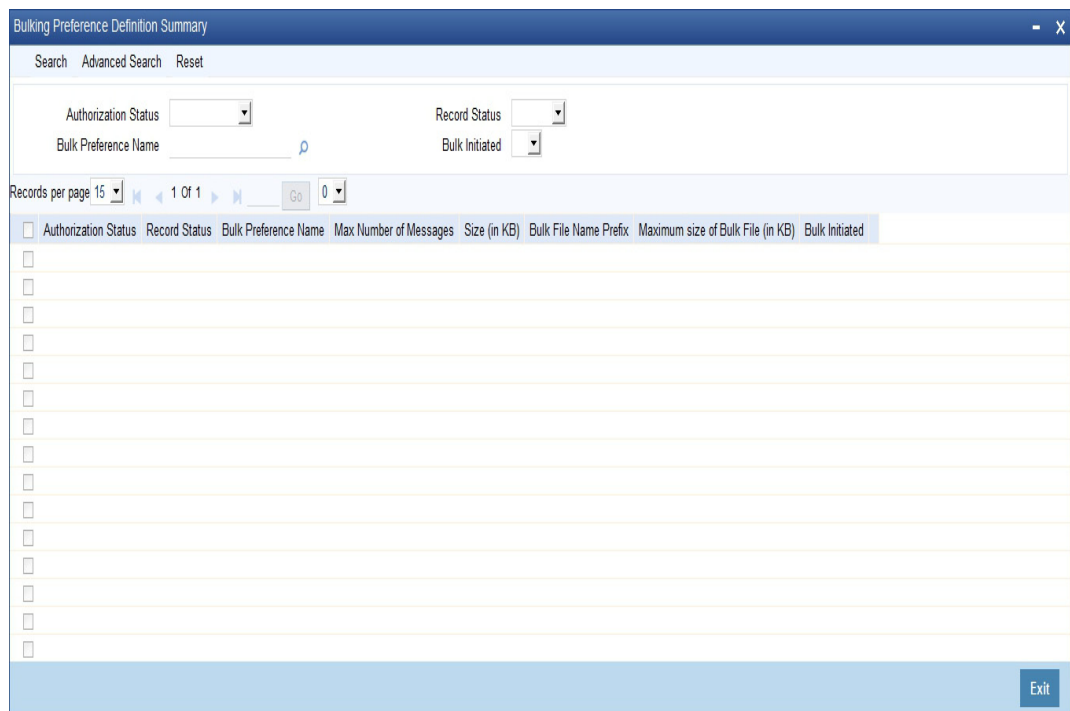 Bulking Preference Definition Summary
Search Advanced Search Reset
Authorization Status Record Status
Bulk Preference Name Bulk Initiated
Records per page 15 1 Of 1 Go 0
Authorization Status Record Status Bulk Preference Name Max Number of Messages Size (in KB) Bulk File Name Prefix Maximum size of Bulk File (in KB) Bulk Initiated
Exit